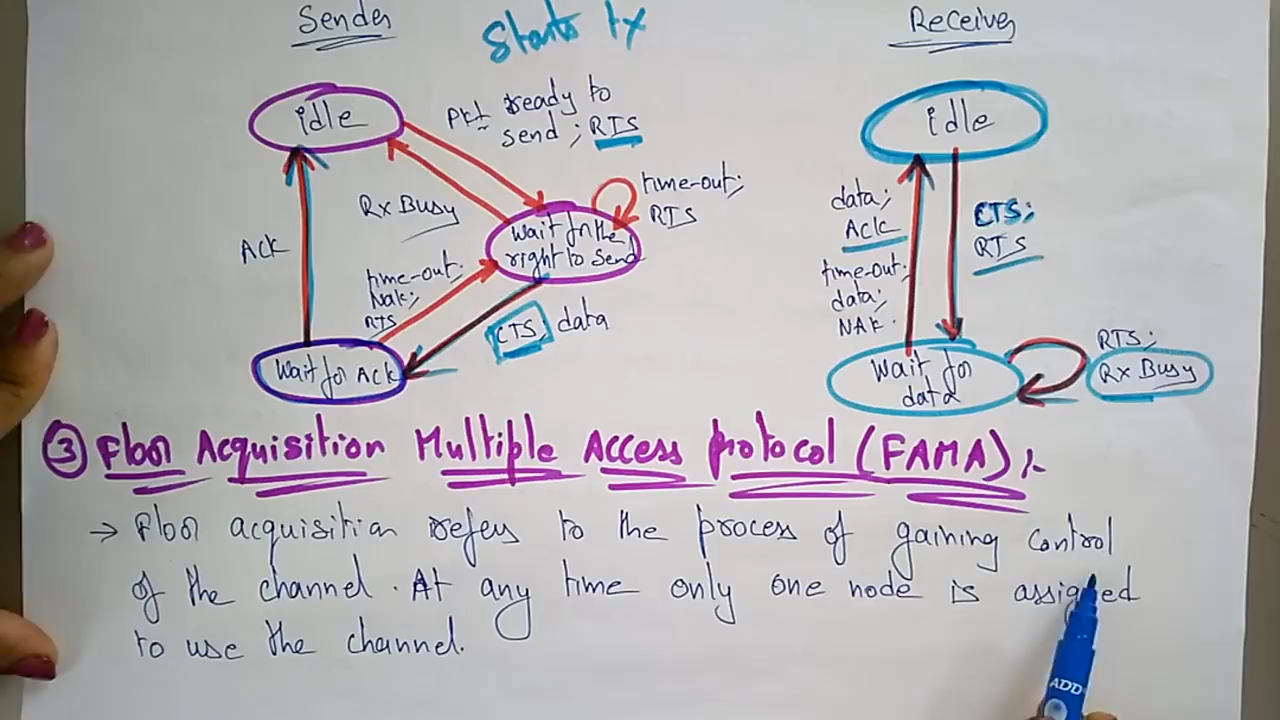 Sender
Starts tx
Receiver
idle
Pkt ready to
send; RTS
Rx Busy
time-out;
RTS
Wait for the
right to send
Ack
time-out;
Nak;
RTS
CTS; data
Wait for Ack
idle
data;
Ack
time-out;
data;
NAK
CTS;
RTS
Wait for
data
RTS;
Rx Busy
③ Floor Acquisition Multiple Access Protocol (FAMA) :-
→ Floor acquisition refers to the process of gaining control
of the channel. At any time only one node is assigned
to use the channel.
ADD